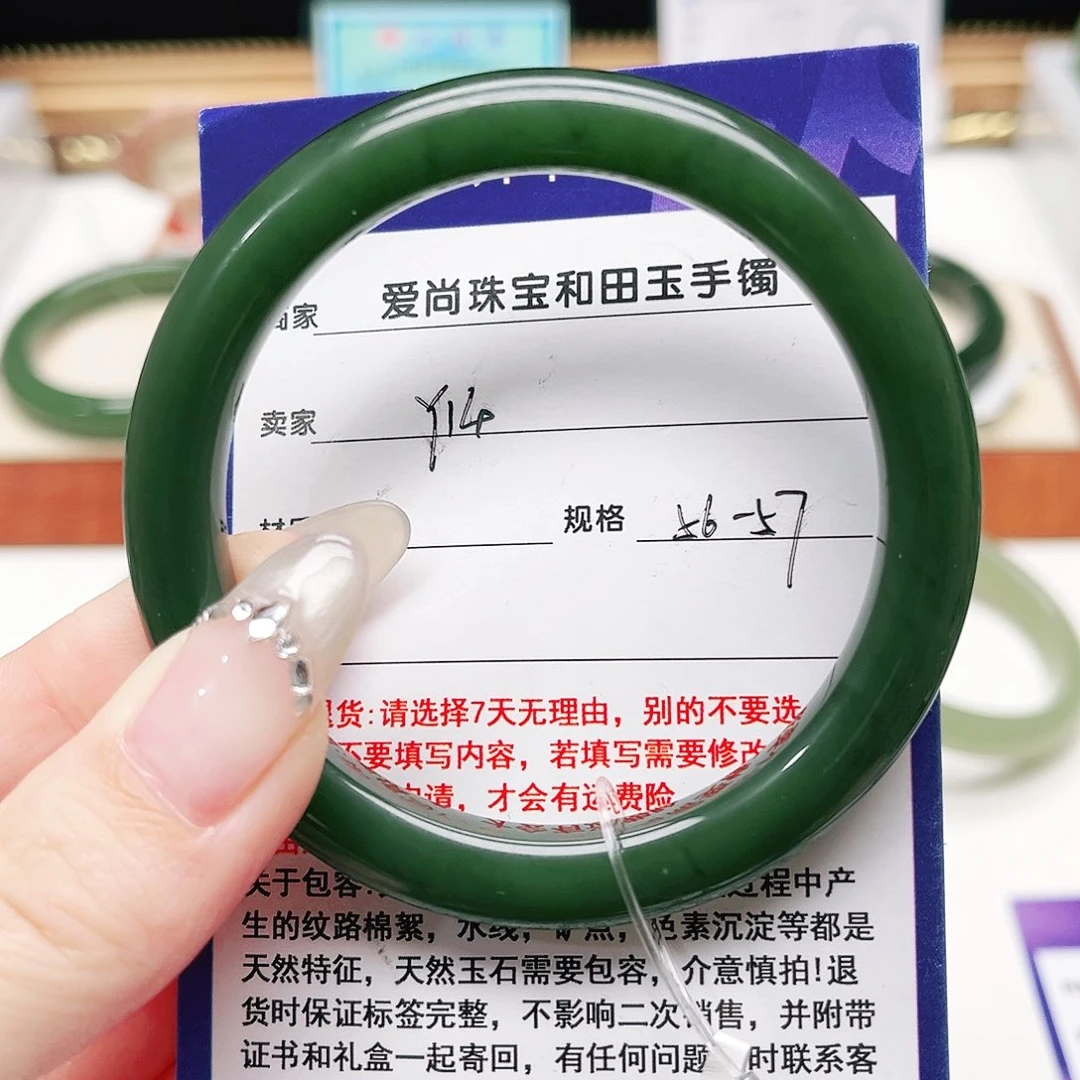 爱尚珠宝和田玉手镯
家
卖家 Y14
规格 56-57
货:请选择7天无理由，别的不要选
不要填写内容，若填写需要修改
请，才会有运费险
关于包容 过程中产
生的纹路棉絮，水线，矿点，色素沉淀等都是
天然特征，天然玉石需要包容，介意慎拍!退
货时保证标签完整，不影响二次销售，并附带
证书和礼盒一起寄回，有任何问题 时联系客